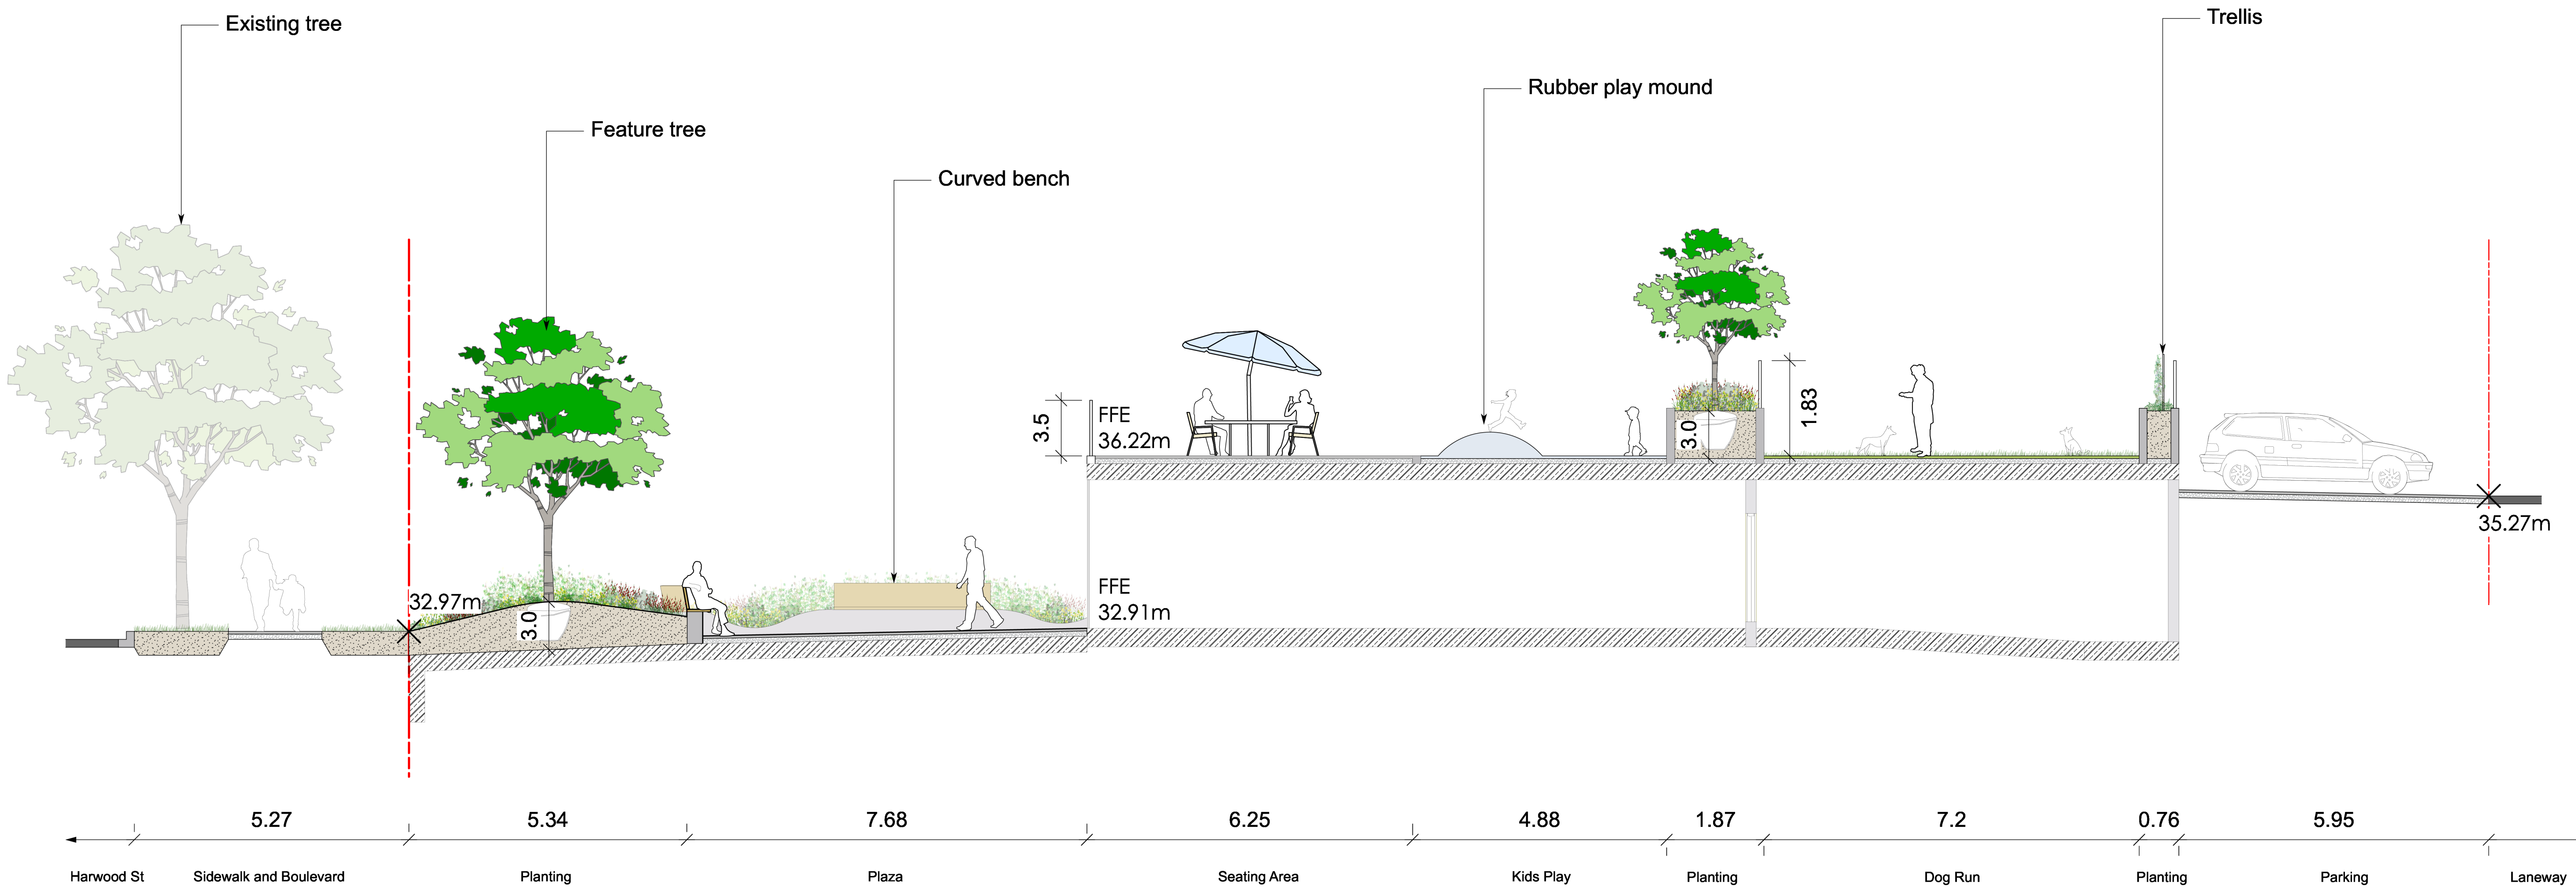 Existing tree
Trellis
Rubber play mound
Feature tree
Curved bench
3.5
FFE
36.22m
3.0
1.83
35.27m
32.97m
3.0
FFE
32.91m
5.27
5.34
7.68
6.25
4.88
1.87
7.2
0.76
5.95
Harwood St
Sidewalk and Boulevard
Planting
Plaza
Seating Area
Kids Play
Planting
Dog Run
Planting
Parking
Laneway